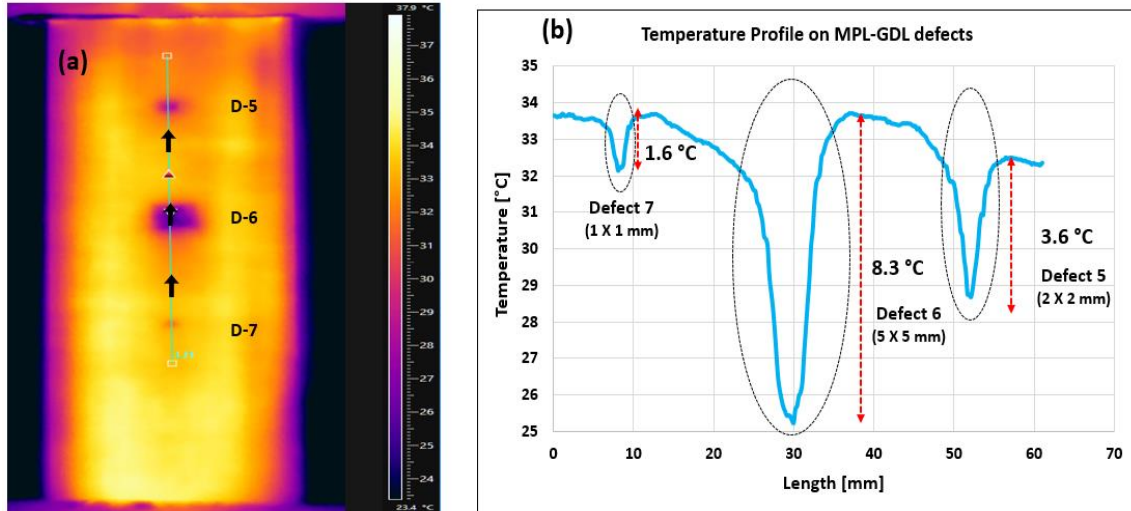 37.9 °C
(a)
D-5
D-6
D-7
37
36
35
34
33
32
31
30
29
28
27
26
25
24
23.4 °C
(b)
Temperature Profile on MPL-GDL defects
Temperature [°C]
35
34
33
32
31
30
29
28
27
26
25
0
10
20
30
40
50
60
70
Length [mm]
1.6 °C
Defect 7
(1 X 1 mm)
8.3 °C
Defect 6
(5 X 5 mm)
3.6 °C
Defect 5
(2 X 2 mm)